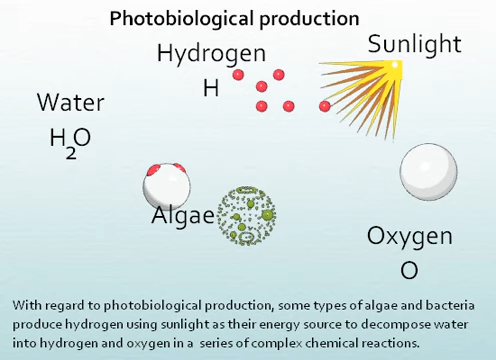 Photobiological production
Hydrogen
H
Sunlight
Water
H2O
Algae
Oxygen
O
With regard to photobiological production, some types of algae and bacteria
produce hydrogen using sunlight as their energy source to decompose water
into hydrogen and oxygen in a series of complex chemical reactions.